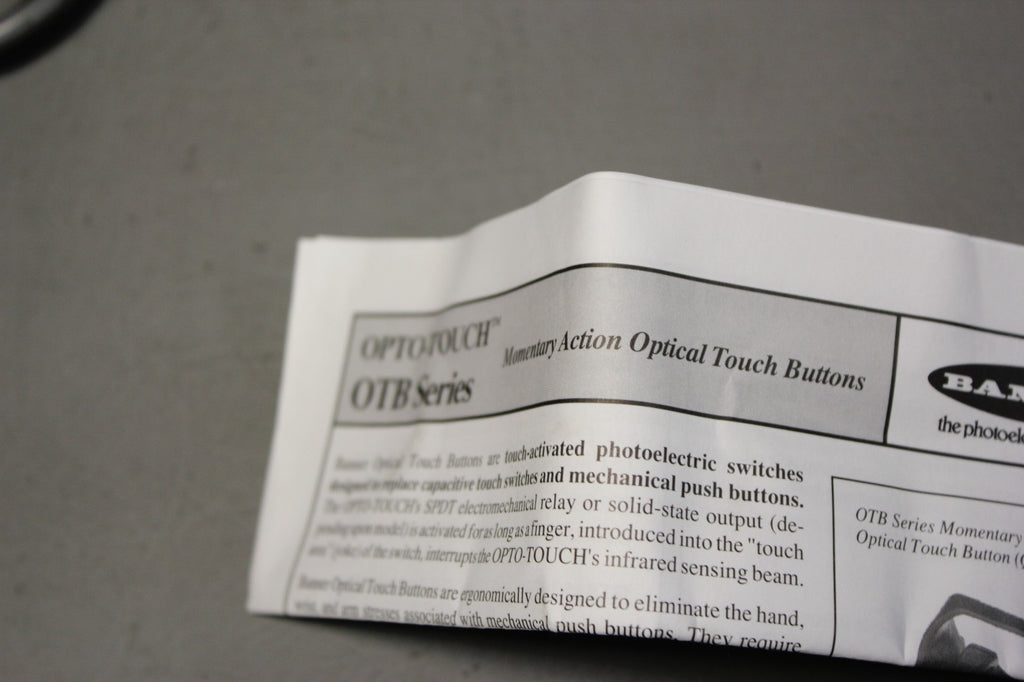 OPTO-TOUCH™
OTB Series
Momentary Action Optical Touch Buttons
BAN
the photoele
Banner Optical Touch Buttons are touch-activated photoelectric switches
designed to replace capacitive touch switches and mechanical push buttons.
The OPTO-TOUCH's SPDT electromechanical relay or solid-state output (de-
pending upon model) is activated for as long as a finger, introduced into the "touch
area" (yoke) of the switch, interrupts the OPTO-TOUCH's infrared sensing beam.
Banner Optical Touch Buttons are ergonomically designed to eliminate the hand,
wrist, and arm stresses associated with mechanical push buttons. They require
OTB Series Momentary
Optical Touch Button (